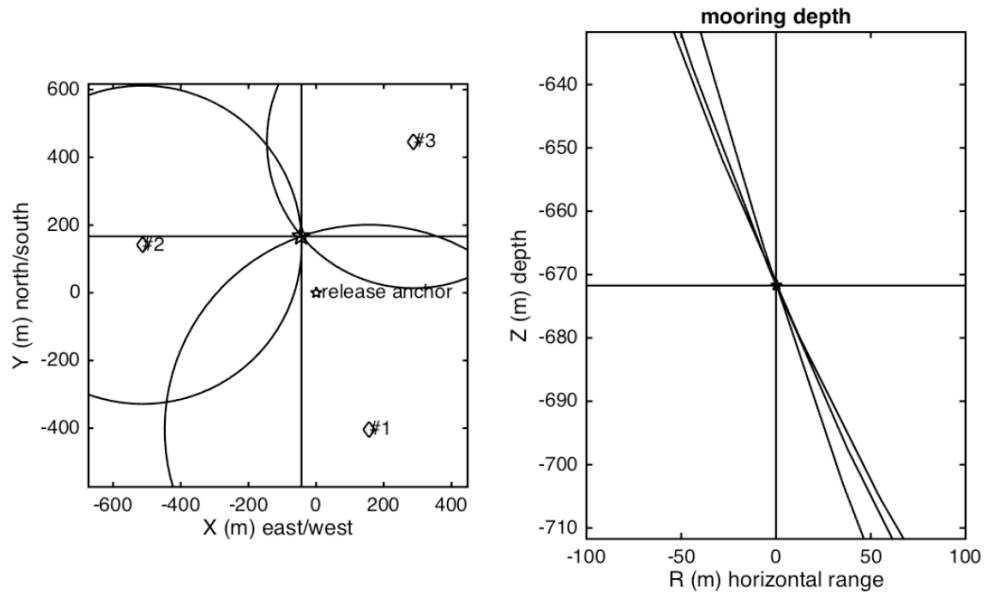 mooring depth
600
400
200
0
-200
-400
-600 -400 -200 0 200 400
X (m) east/west
Y (m) north/south
#3
#2
release anchor
#1
-640
-650
-660
-670
-680
-690
-700
-710
-100 -50 0 50 100
R (m) horizontal range
Z (m) depth